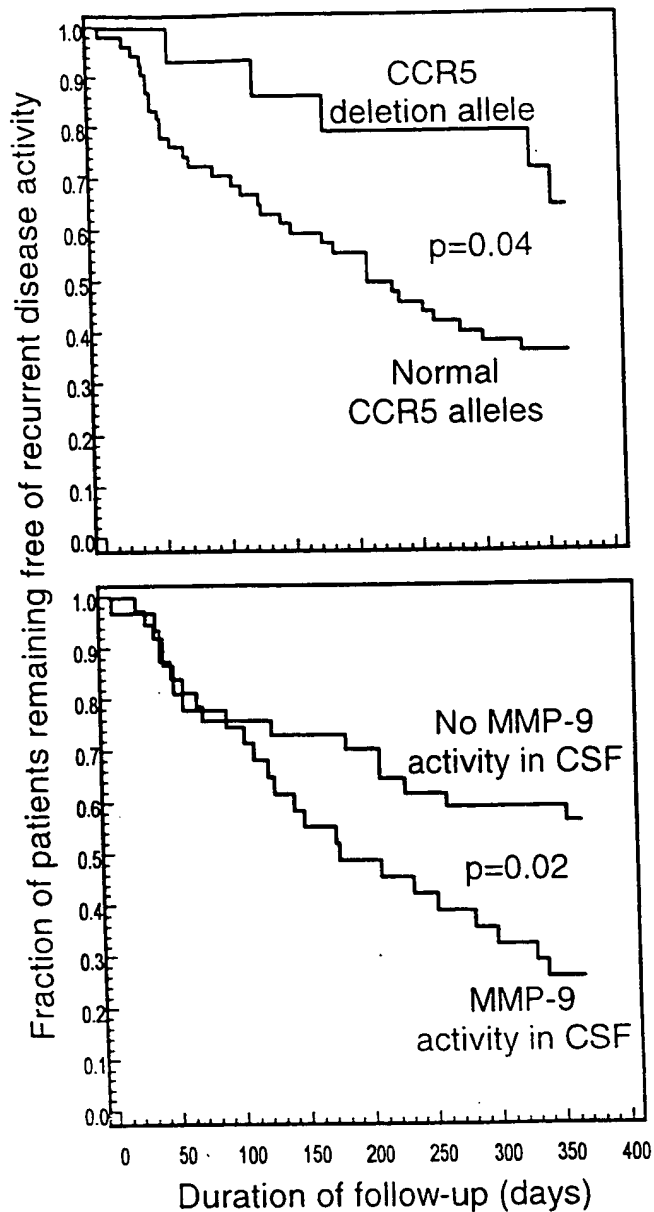 Fraction of patients remaining free of recurrent disease activity
1.0
0.9
0.8
0.7
0.6
0.5
0.4
0.3
0.2
0.1
0.0
CCR5
deletion allele
p=0.04
Normal
CCR5 alleles
1.0
0.9
0.8
0.7
0.6
0.5
0.4
0.3
0.2
0.1
0.0
No MMP-9
activity in CSF
p=0.02
MMP-9
activity in CSF
0 50 100 150 200 250 300 350 400
Duration of follow-up (days)